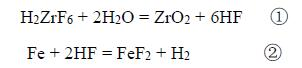 H2ZrF6 + 2H2O = ZrO2 + 6HF ①
Fe + 2HF = FeF2 + H2 ②